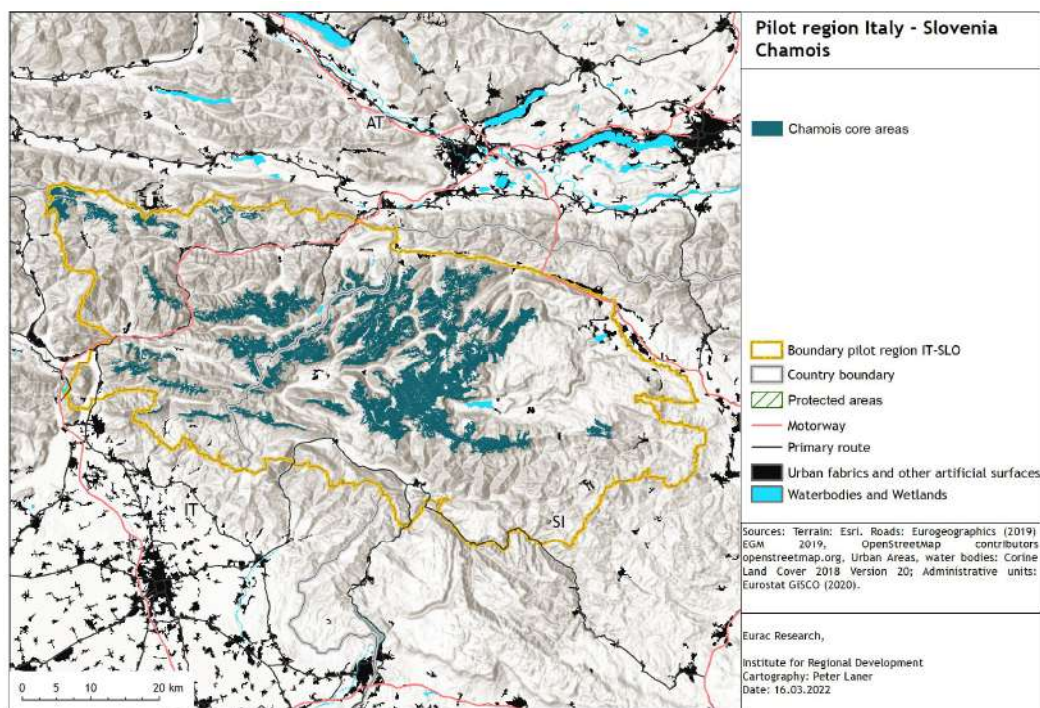 Pilot region Italy - Slovenia
Chamois
Chamois core areas
Boundary pilot region IT-SLO
Country boundary
Protected areas
Motorway
Primary route
Urban fabrics and other artificial surfaces
Waterbodies and Wetlands
Sources: Terrain: Esri. Roads: Eurogeographics (2019)
EGM 2019, OpenStreetMap contributors
openstreetmap.org. Urban Areas, water bodies: Corine
Land Cover 2018 Version 20; Administrative units:
Eurostat GISCO (2020).
Eurac Research,
Institute for Regional Development
Cartography: Peter Laner
Date: 16.03.2022
AT
IT
SI
0 5 10 20 km